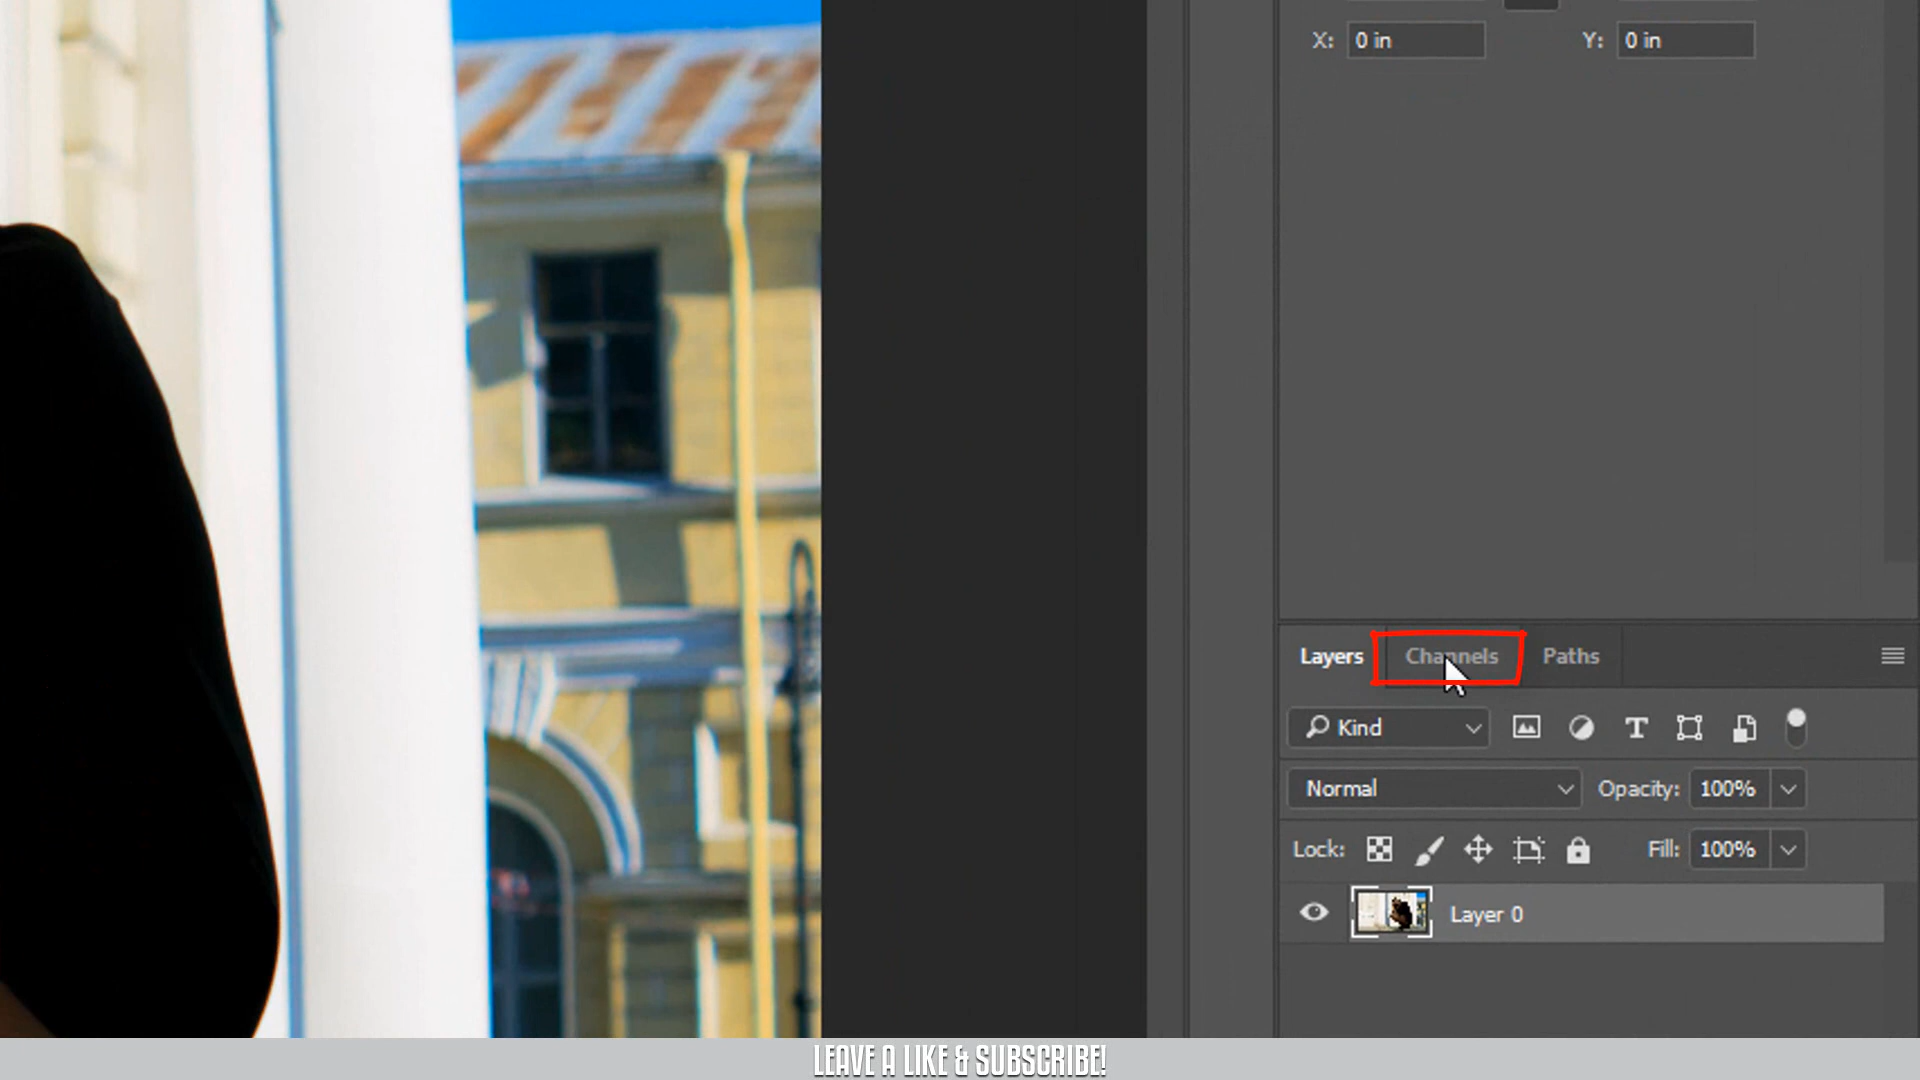 X: 0 in Y: 0 in
Layers Channels Paths
Kind
Normal Opacity: 100%
Lock: Fill: 100%
Layer 0
LEAVE A LIKE & SUBSCRIBE!